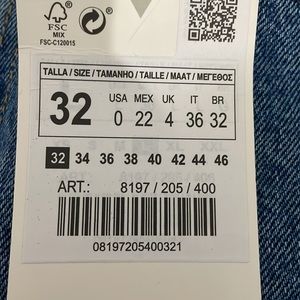 FSC
MIX
FSC-C120015
TALLA / SIZE / TAMANHO / TAILLE / MAAT / ΜΕΓΕΘΟΣ
32
USA MEX UK IT BR
0 22 4 36 32
32 34 36 38 40 42 44 46
ART.: 8197 / 205 / 400
08197205400321